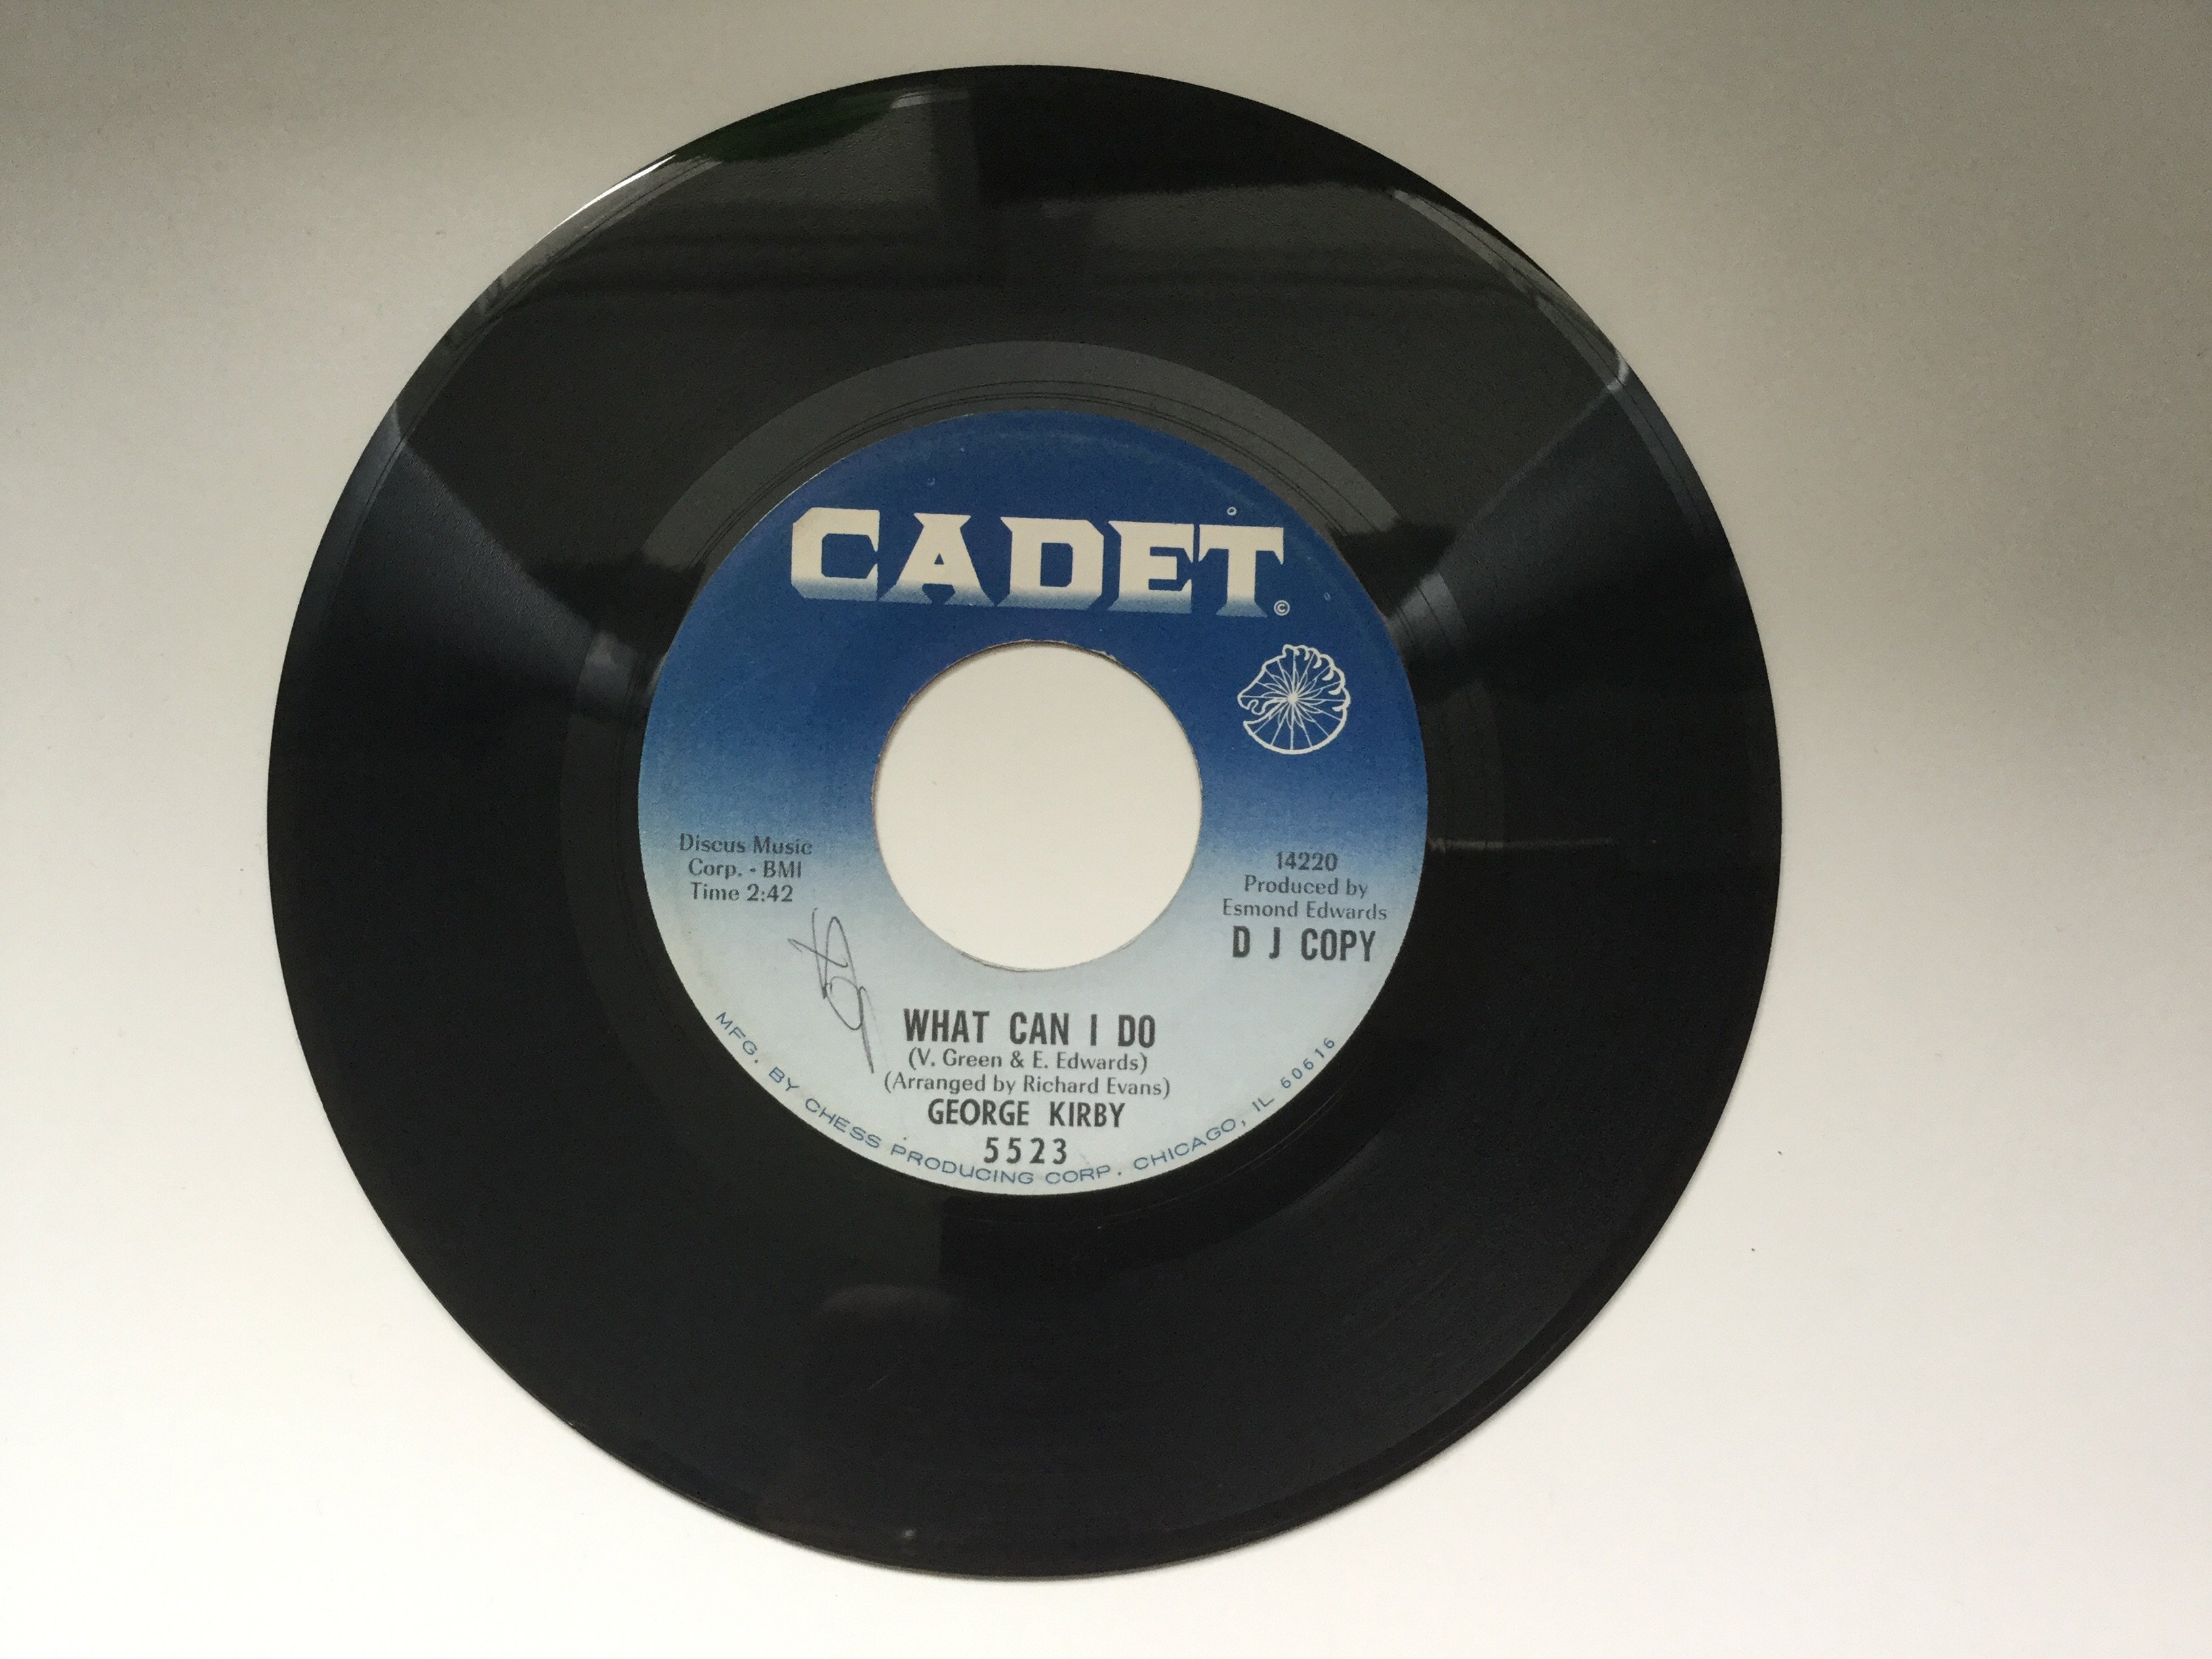 CADET
©
Discus Music
Corp. - BMI
Time 2:42
14220
Produced by
Esmond Edwards
D J COPY
WHAT CAN I DO
(V. Green & E. Edwards)
(Arranged by Richard Evans)
GEORGE KIRBY
5523
MFG. BY CHESS PRODUCING CORP. CHICAGO, IL 60616